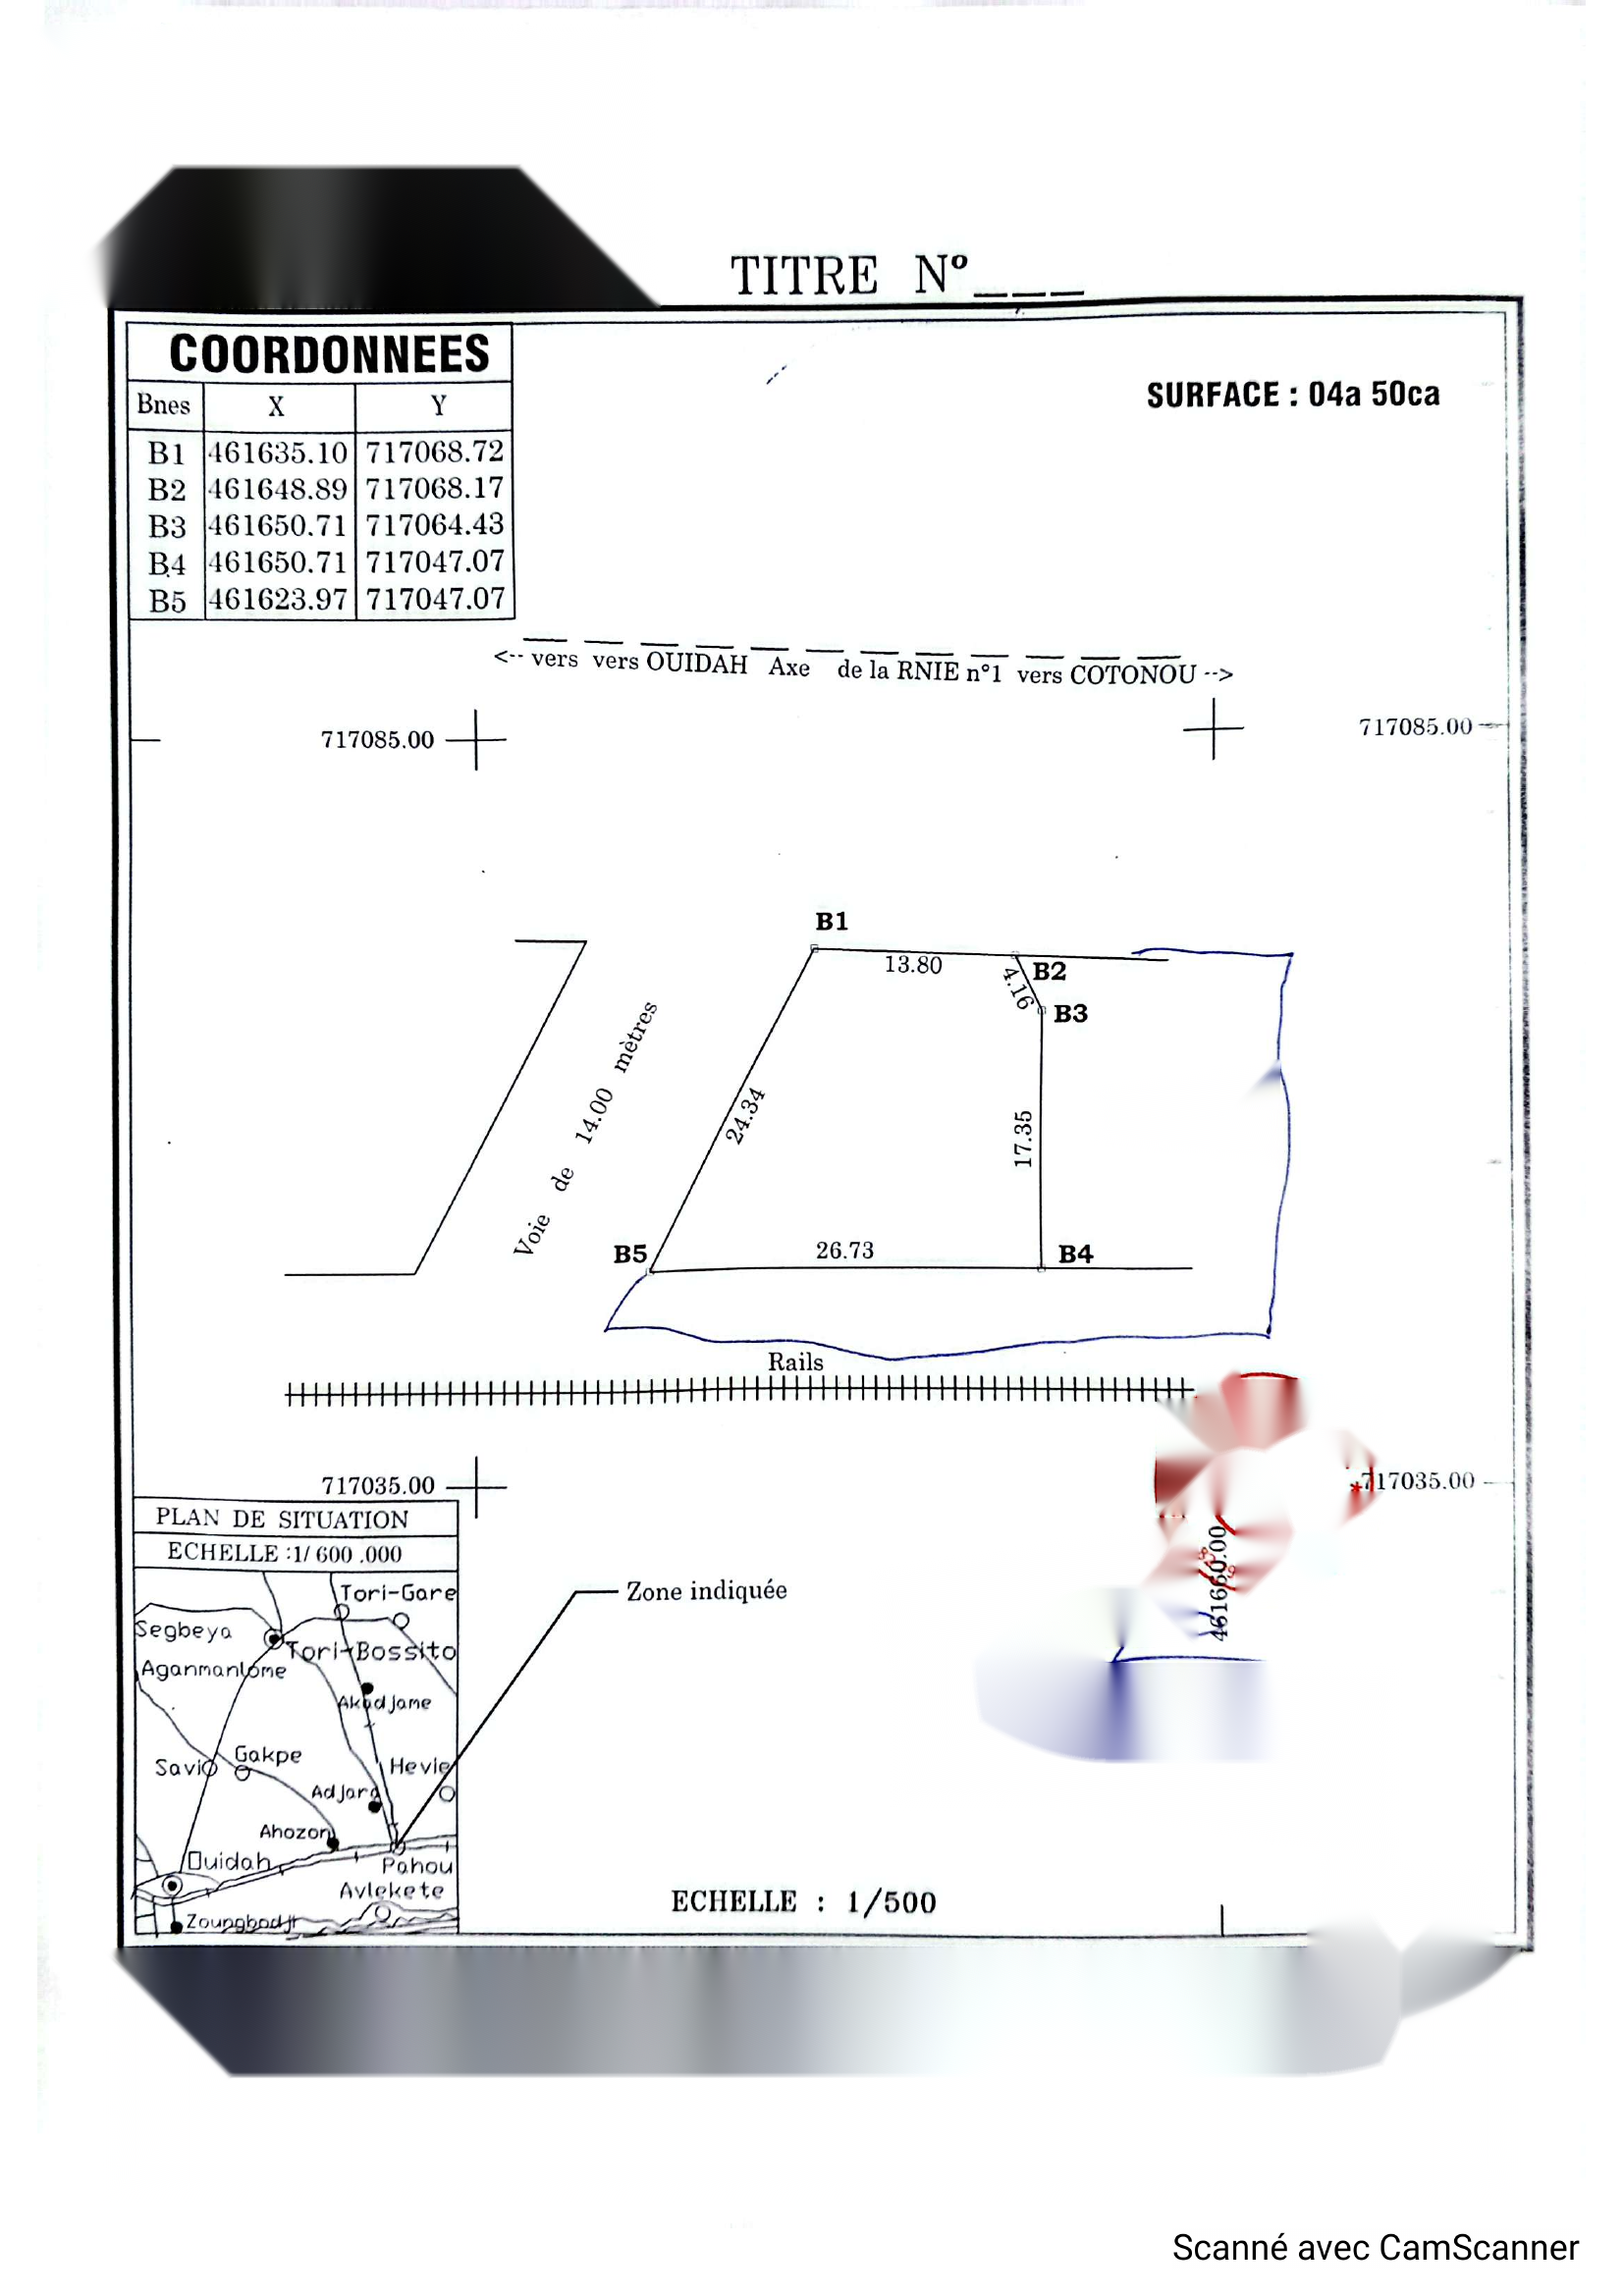 TITRE N° ___
COORDONNEES
Bnes X Y
B1 461635.10 717068.72
B2 461648.89 717068.17
B3 461650.71 717064.43
B4 461650.71 717047.07
B5 461623.97 717047.07
SURFACE : 04a 50ca
<-- vers vers OUIDAH Axe de la RNIE n°1 vers COTONOU -->
717085.00
717085.00
B1
13.80
B2
4.16
B3
Voie de 14.00 mètres
24.34
17.35
B5
26.73
B4
Rails
717035.00
717035.00
461660.00
PLAN DE SITUATION
ECHELLE :1/ 600 .000
Zone indiquée
Tori-Gare
Segbeya
Tori-Bossito
Aganmanlome
Akadjame
Savi
Gakpe
Hevie
Adjara
Ahozon
Ouidah
Pahou
Avlekete
Zoungbodji
ECHELLE : 1/500
Scanné avec CamScanner